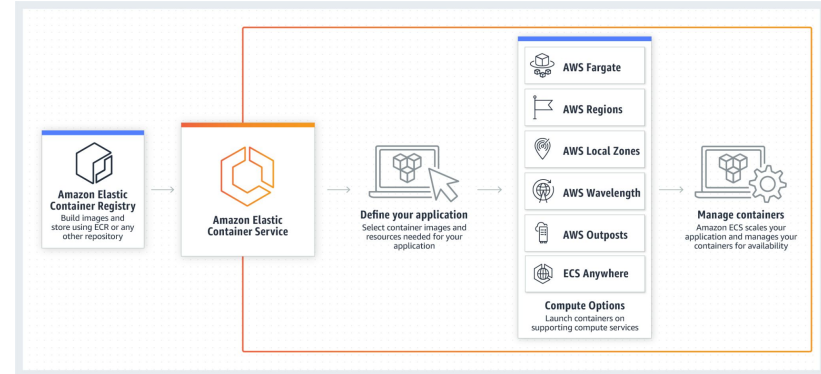 Amazon Elastic
Container Registry
Build images and
store using ECR or any
other repository
Amazon Elastic
Container Service
Define your application
Select container images and
resources needed for your
application
AWS Fargate
AWS Regions
AWS Local Zones
AWS Wavelength
AWS Outposts
ECS Anywhere
Compute Options
Launch containers on
supporting compute services
Manage containers
Amazon ECS scales your
application and manages your
containers for availability